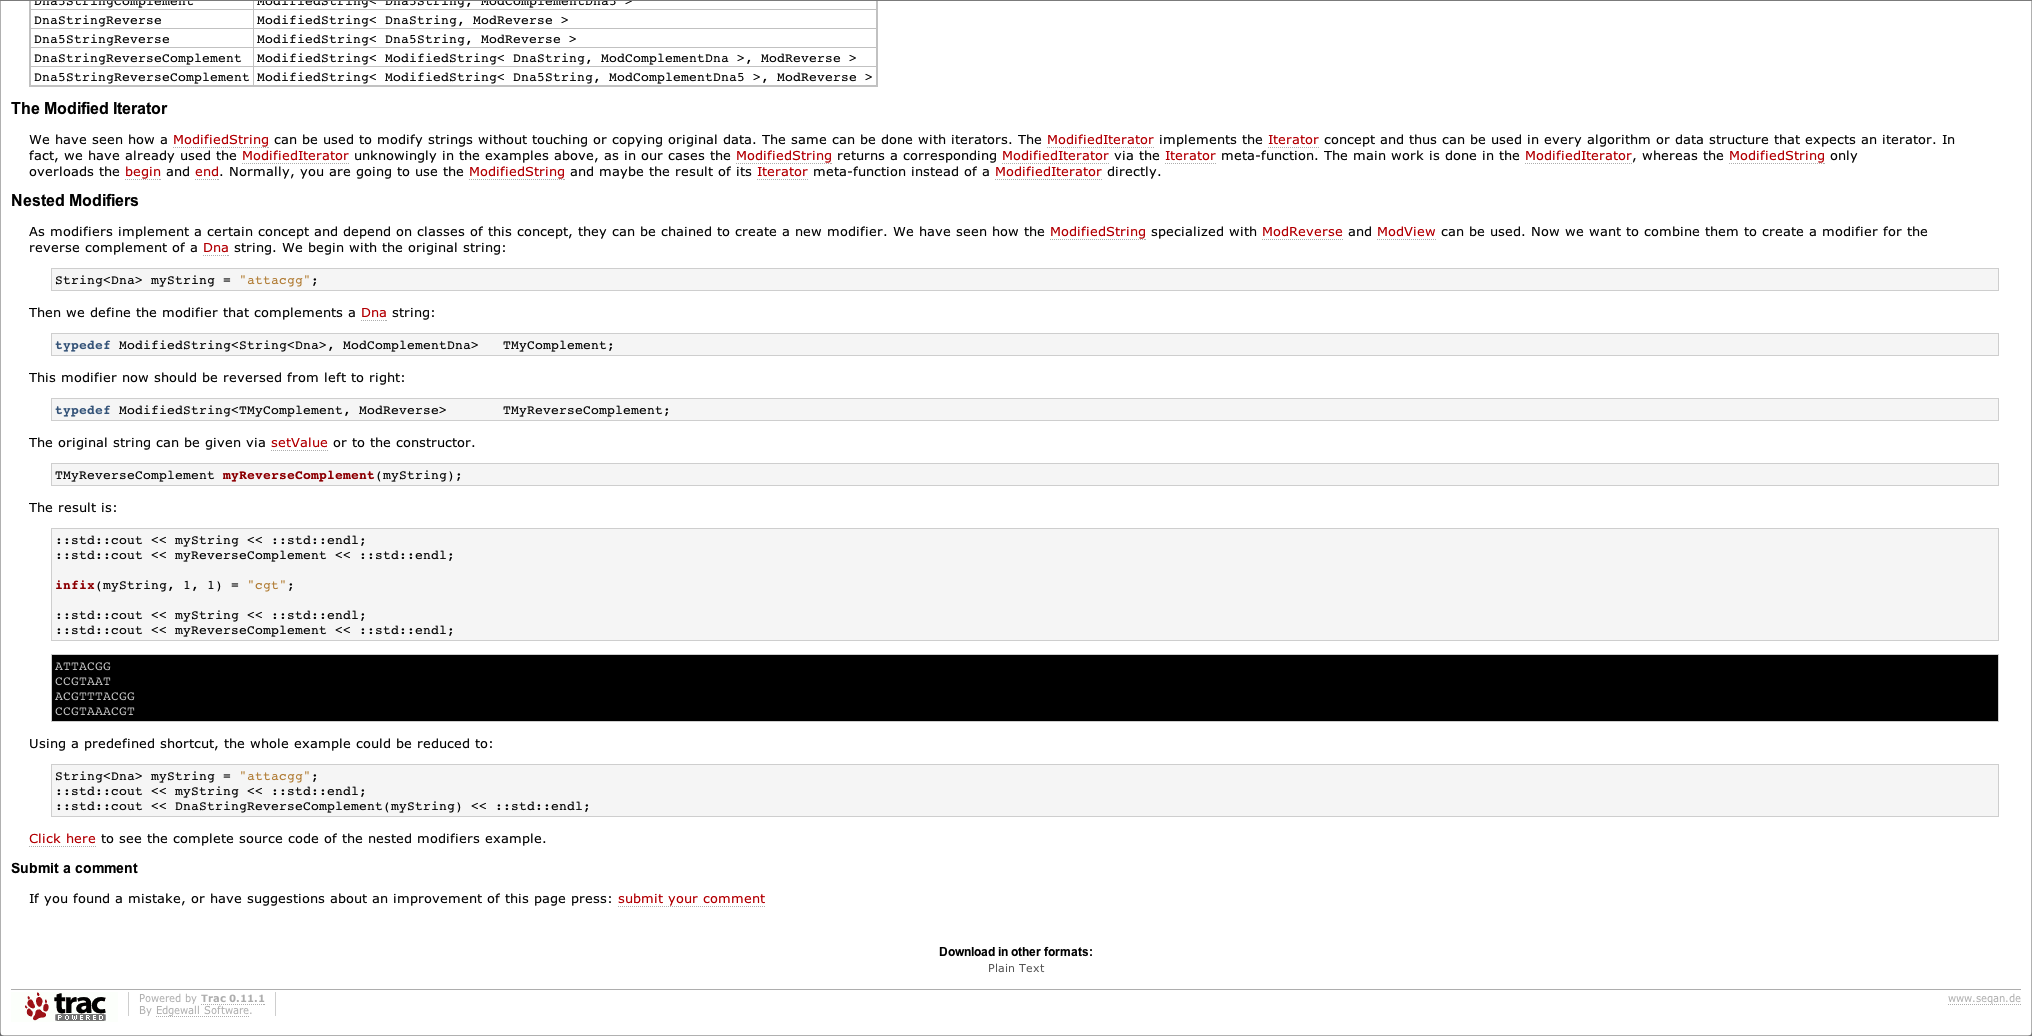 Dna5StringComplement ModifiedString< Dna5String, ModComplementDna5 >
DnaStringReverse ModifiedString< DnaString, ModReverse >
Dna5StringReverse ModifiedString< Dna5String, ModReverse >
DnaStringReverseComplement ModifiedString< ModifiedString< DnaString, ModComplementDna >, ModReverse >
Dna5StringReverseComplement ModifiedString< ModifiedString< Dna5String, ModComplementDna5 >, ModReverse >
The Modified Iterator
We have seen how a ModifiedString can be used to modify strings without touching or copying original data. The same can be done with iterators. The ModifiedIterator implements the Iterator concept and thus can be used in every algorithm or data structure that expects an iterator. In
fact, we have already used the ModifiedIterator unknowingly in the examples above, as in our cases the ModifiedString returns a corresponding ModifiedIterator via the Iterator meta-function. The main work is done in the ModifiedIterator, whereas the ModifiedString only
overloads the begin and end. Normally, you are going to use the ModifiedString and maybe the result of its Iterator meta-function instead of a ModifiedIterator directly.
Nested Modifiers
As modifiers implement a certain concept and depend on classes of this concept, they can be chained to create a new modifier. We have seen how the ModifiedString specialized with ModReverse and ModView can be used. Now we want to combine them to create a modifier for the
reverse complement of a Dna string. We begin with the original string:
String<Dna> myString = "attacgg";
Then we define the modifier that complements a Dna string:
typedef ModifiedString<String<Dna>, ModComplementDna>   TMyComplement;
This modifier now should be reversed from left to right:
typedef ModifiedString<TMyComplement, ModReverse>       TMyReverseComplement;
The original string can be given via setValue or to the constructor.
TMyReverseComplement myReverseComplement(myString);
The result is:
::std::cout << myString << ::std::endl;
::std::cout << myReverseComplement << ::std::endl;
infix(myString, 1, 1) = "cgt";
::std::cout << myString << ::std::endl;
::std::cout << myReverseComplement << ::std::endl;
ATTACGG
CCGTAAT
ACGTTTACGG
CCGTAAACGT
Using a predefined shortcut, the whole example could be reduced to:
String<Dna> myString = "attacgg";
::std::cout << myString << ::std::endl;
::std::cout << DnaStringReverseComplement(myString) << ::std::endl;
Click here to see the complete source code of the nested modifiers example.
Submit a comment
If you found a mistake, or have suggestions about an improvement of this page press: submit your comment
Download in other formats:
Plain Text
trac
POWERED
Powered by Trac 0.11.1
By Edgewall Software.
www.seqan.de